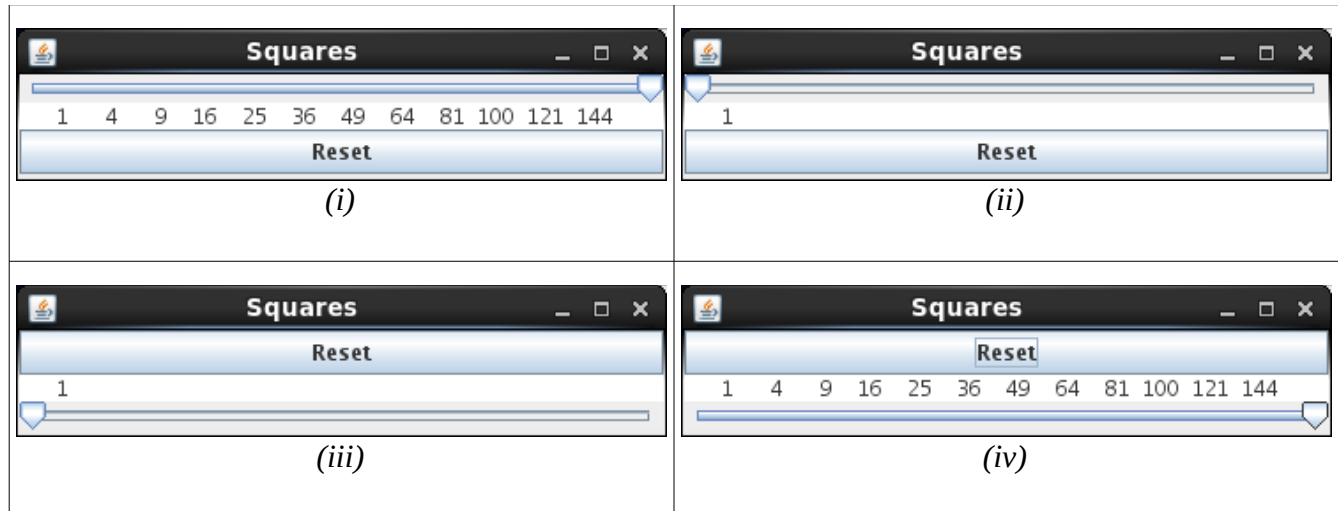 Squares
1 4 9 16 25 36 49 64 81 100 121 144
Reset
(i)
Squares
1
Reset
(ii)
Squares
Reset
1
(iii)
Squares
Reset
1 4 9 16 25 36 49 64 81 100 121 144
(iv)